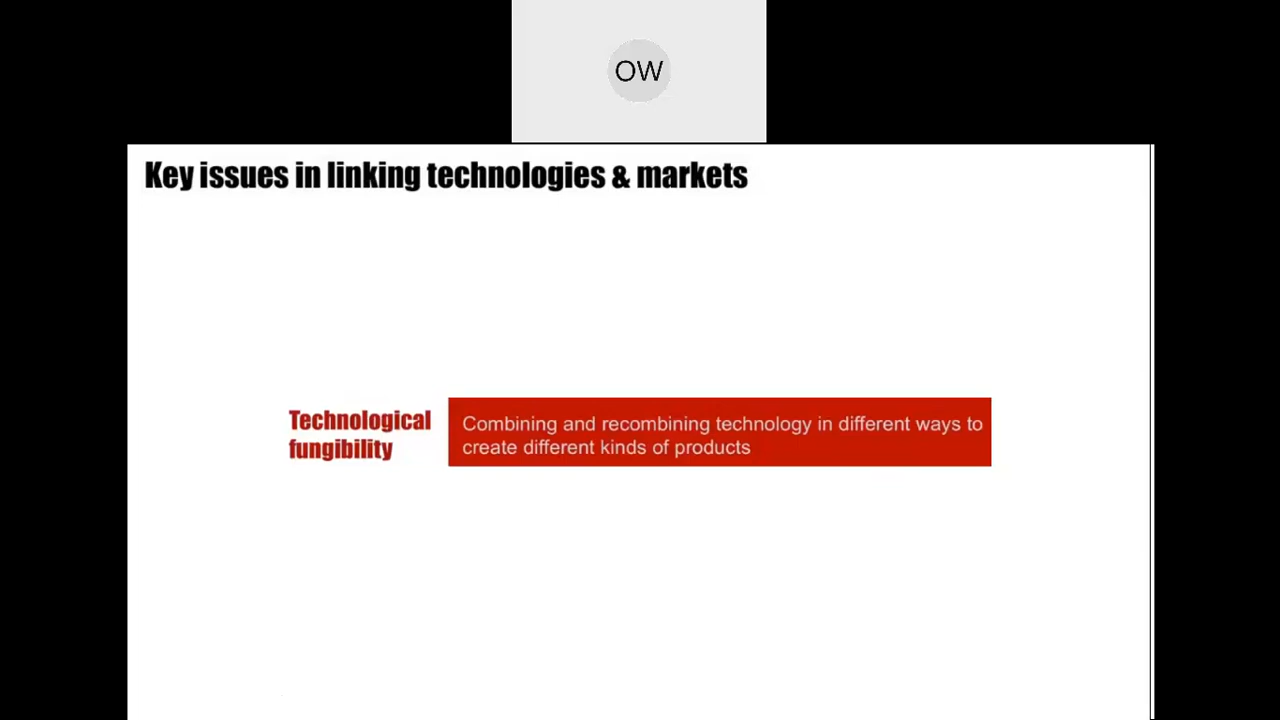 OW
Key issues in linking technologies & markets
Technological
fungibility
Combining and recombining technology in different ways to
create different kinds of products